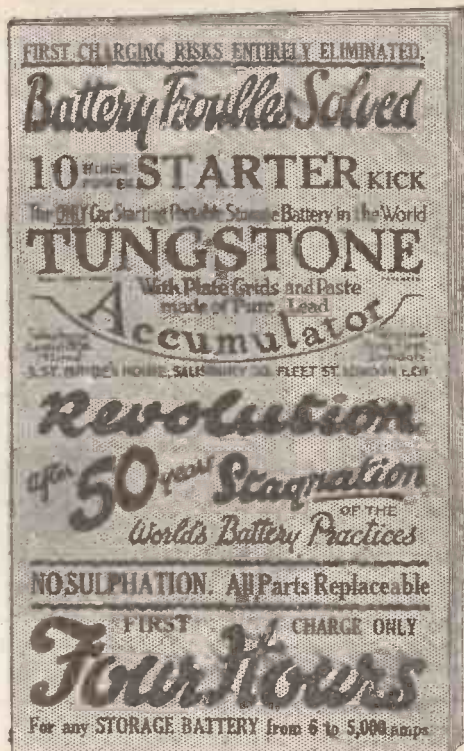 FIRST CHARGING RISKS ENTIRELY ELIMINATED.
Battery Troubles Solved
10 HORSE POWER STARTER KICK
The ONLY Car Starting Portable Storage Battery in the World
TUNGSTONE
With Plate Grids and Paste
made of Pure Lead
Accumulator
3, ST. BRIDE'S HOUSE, SALISBURY SQ. FLEET ST. LONDON E.C.4
Revolution
after 50 years Stagnation
OF THE
World's Battery Practices
NO SULPHATION. All Parts Replaceable
FIRST CHARGE ONLY
Four Hours
For any STORAGE BATTERY from 6 to 5,000 amps